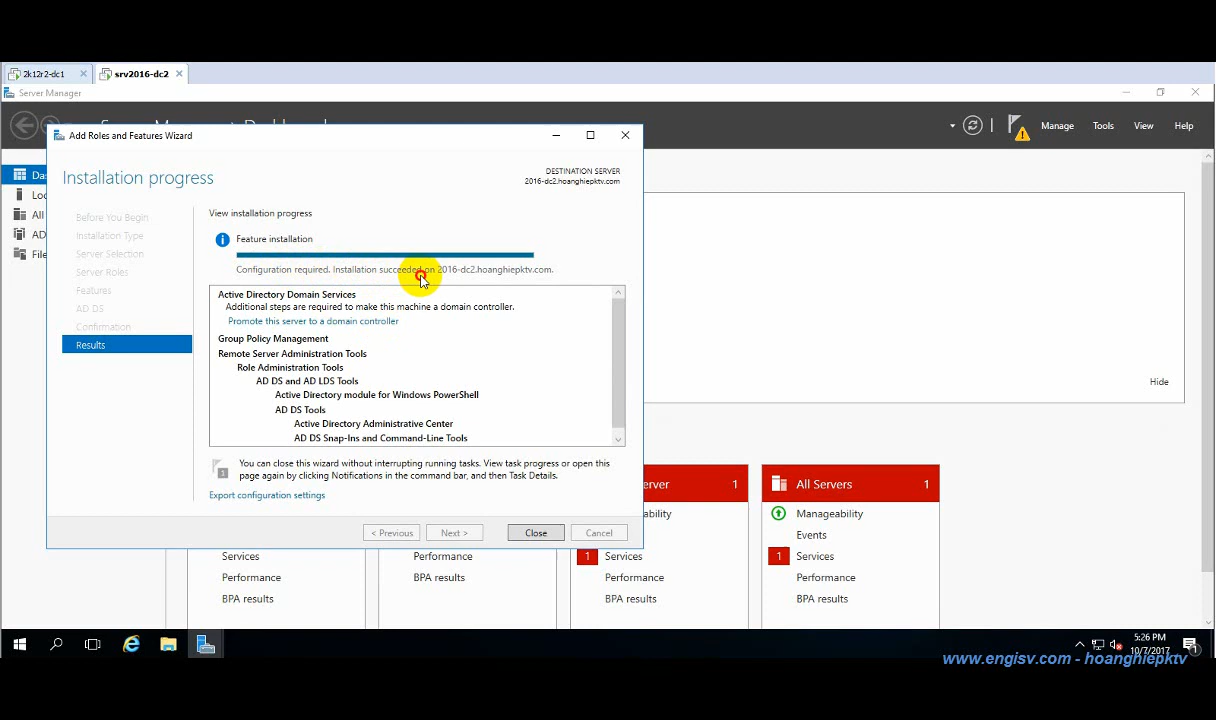 2k12r2-dc1
srv2016-dc2
Server Manager
Manage
Tools
View
Help
Add Roles and Features Wizard
Installation progress
DESTINATION SERVER
2016-dc2.hoanghiepktv.com
Before You Begin
Installation Type
Server Selection
Server Roles
Features
AD DS
Confirmation
Results
View installation progress
Feature installation
Configuration required. Installation succeeded on 2016-dc2.hoanghiepktv.com.
Active Directory Domain Services
Additional steps are required to make this machine a domain controller.
Promote this server to a domain controller
Group Policy Management
Remote Server Administration Tools
Role Administration Tools
AD DS and AD LDS Tools
Active Directory module for Windows PowerShell
AD DS Tools
Active Directory Administrative Center
AD DS Snap-Ins and Command-Line Tools
1
You can close this wizard without interrupting running tasks. View task progress or open this
page again by clicking Notifications in the command bar, and then Task Details.
Export configuration settings
< Previous
Next >
Close
Cancel
Hide
All
AD
1
All Servers
1
Manageability
Events
Services
Performance
BPA results
Services
Performance
BPA results
1
Services
Performance
BPA results
1
Services
Performance
BPA results
5:26 PM
10/7/2017
1
www.engisv.com - hoanghiepktv